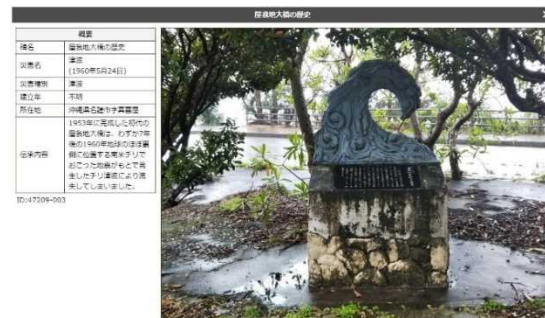 屋我地大橋の歴史
概要
碑名 屋我地大橋の歴史
災害名 津波
(1960年5月24日)
災害種別 津波
建立年 不明
所在地 沖縄県名護市字真喜屋
伝承内容 1953年に完成した初代の
屋我地大橋は、わずか7年
後の1960年地球のほぼ裏
側に位置する南米チリで
おこった地震がもとで発
生したチリ津波により流
失してしまいました。
ID:47209-003